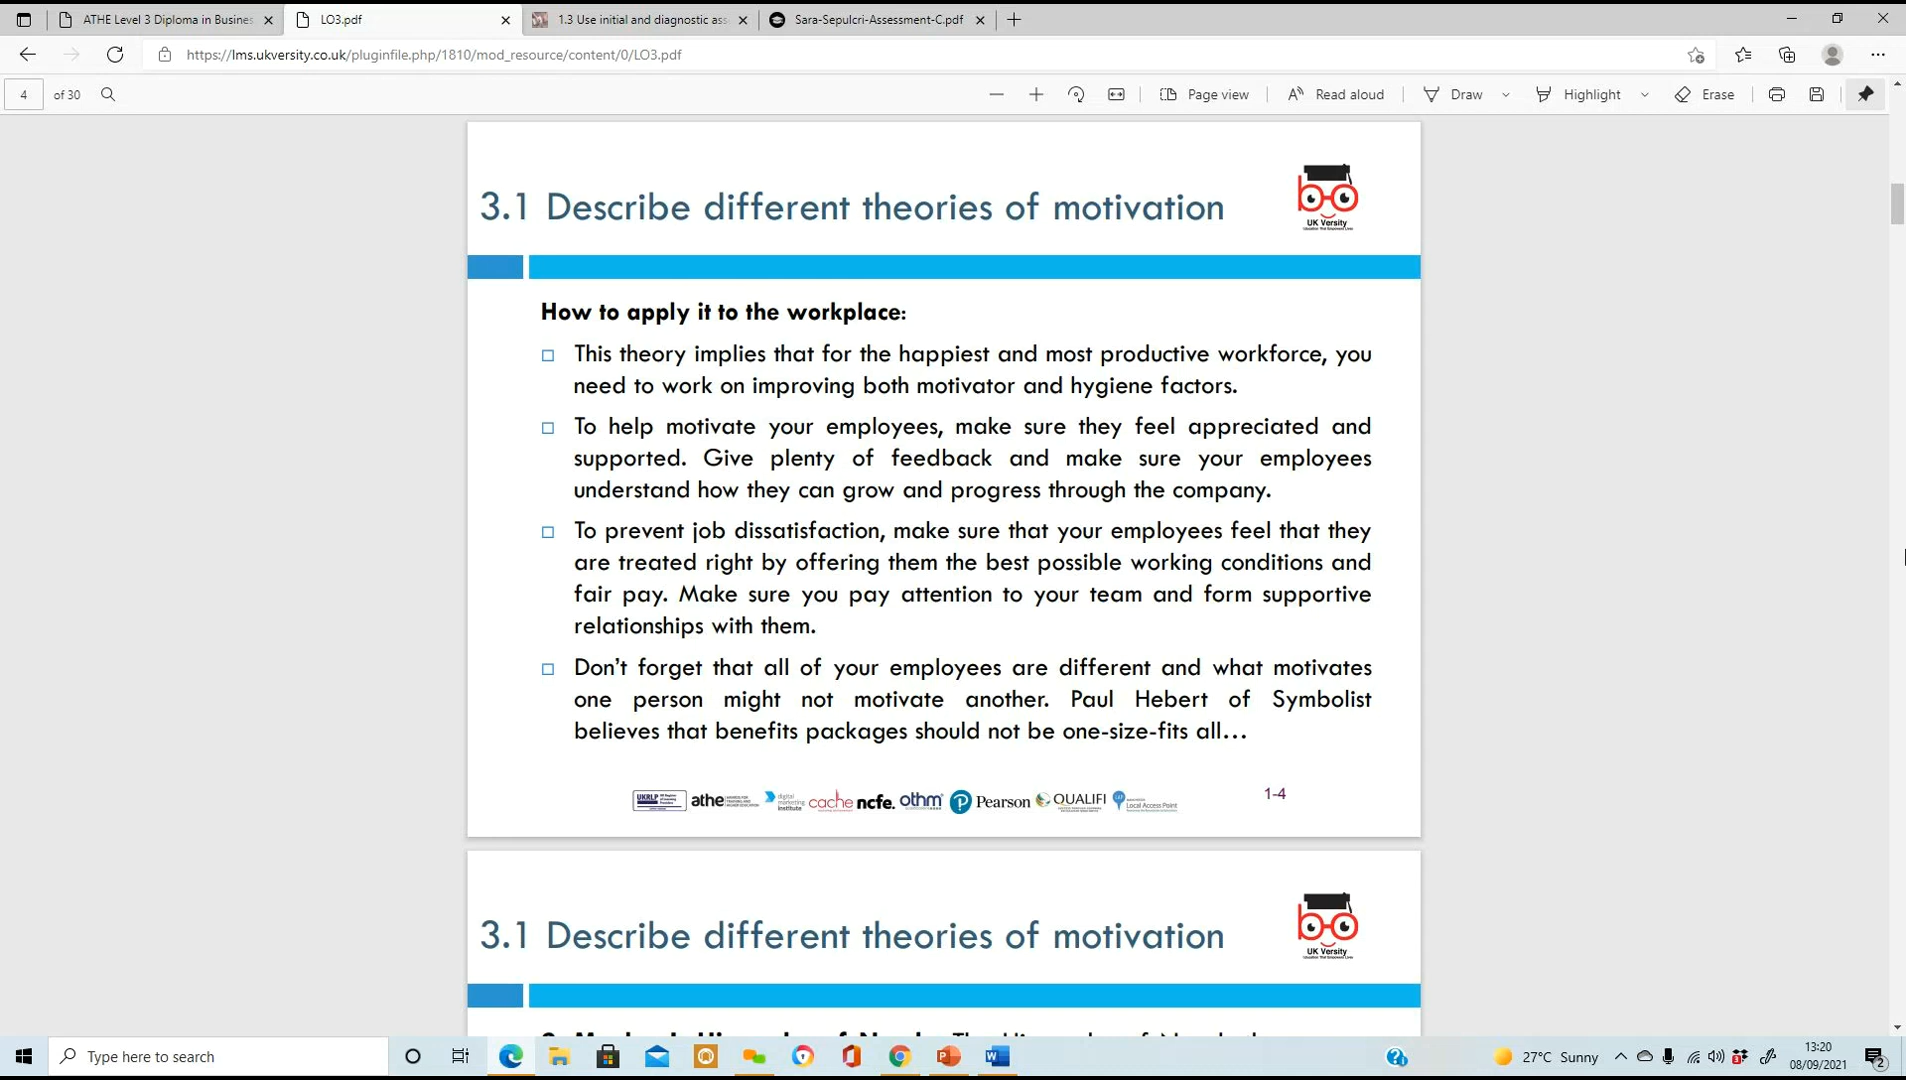 ATHE Level 3 Diploma in Busines
LO3.pdf
1.3 Use initial and diagnostic ass
Sara-Sepulcri-Assessment-C.pdf
https://lms.ukversity.co.uk/pluginfile.php/1810/mod_resource/content/0/LO3.pdf
4 of 30
Page view
Read aloud
Draw
Highlight
Erase
3.1 Describe different theories of motivation
UK Versity
How to apply it to the workplace:
This theory implies that for the happiest and most productive workforce, you
need to work on improving both motivator and hygiene factors.
To help motivate your employees, make sure they feel appreciated and
supported. Give plenty of feedback and make sure your employees
understand how they can grow and progress through the company.
To prevent job dissatisfaction, make sure that your employees feel that they
are treated right by offering them the best possible working conditions and
fair pay. Make sure you pay attention to your team and form supportive
relationships with them.
Don't forget that all of your employees are different and what motivates
one person might not motivate another. Paul Hebert of Symbolist
believes that benefits packages should not be one-size-fits all...
UKRLP athe digital marketing institute cache ncfe. othm Pearson QUALIFI Local Access Point
1-4
3.1 Describe different theories of motivation
UK Versity
Type here to search
27°C Sunny
13:20
08/09/2021
2